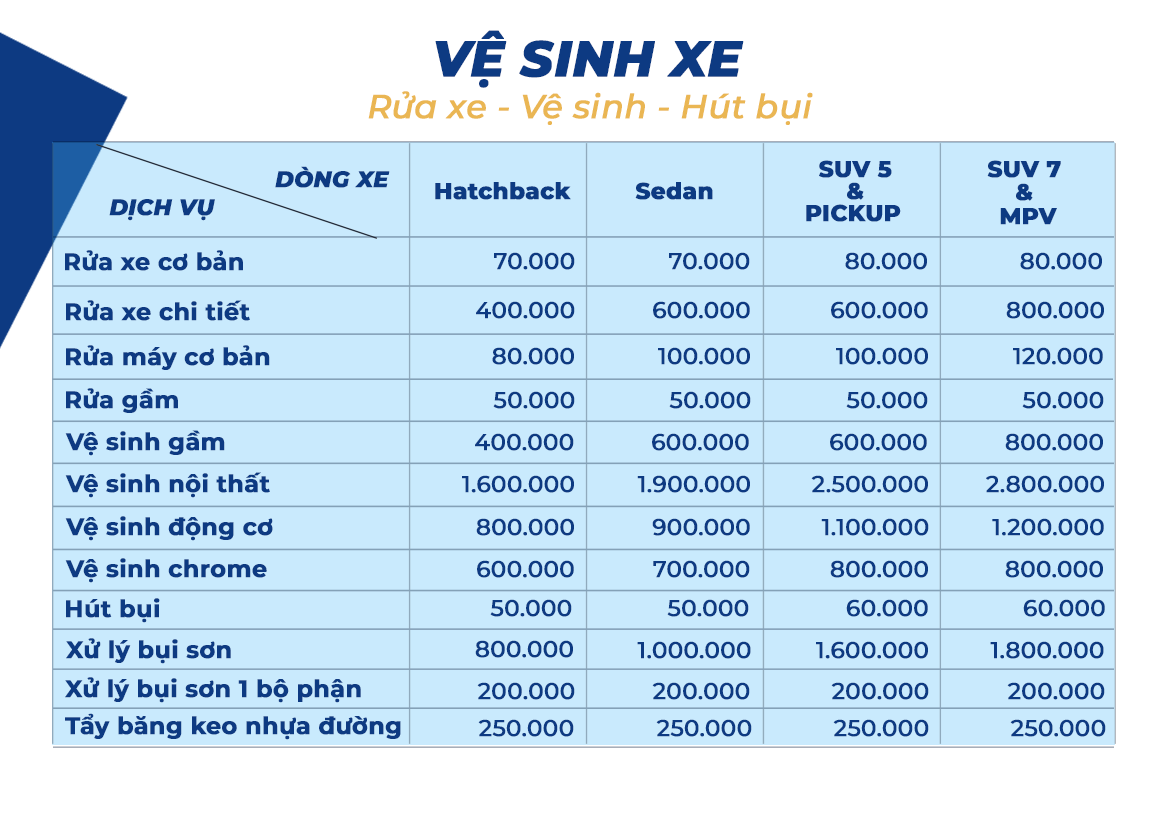 VỆ SINH XE
Rửa xe - Vệ sinh - Hút bụi
DÒNG XE
DỊCH VỤ
Hatchback
Sedan
SUV 5
&
PICKUP
SUV 7
&
MPV
Rửa xe cơ bản 70.000 70.000 80.000 80.000
Rửa xe chi tiết 400.000 600.000 600.000 800.000
Rửa máy cơ bản 80.000 100.000 100.000 120.000
Rửa gầm 50.000 50.000 50.000 50.000
Vệ sinh gầm 400.000 600.000 600.000 800.000
Vệ sinh nội thất 1.600.000 1.900.000 2.500.000 2.800.000
Vệ sinh động cơ 800.000 900.000 1.100.000 1.200.000
Vệ sinh chrome 600.000 700.000 800.000 800.000
Hút bụi 50.000 50.000 60.000 60.000
Xử lý bụi sơn 800.000 1.000.000 1.600.000 1.800.000
Xử lý bụi sơn 1 bộ phận 200.000 200.000 200.000 200.000
Tẩy băng keo nhựa đường 250.000 250.000 250.000 250.000